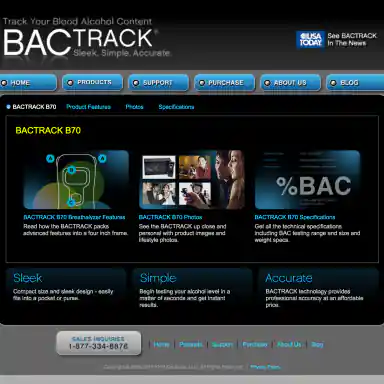 Track Your Blood Alcohol Content
BACTRACK®
Sleek. Simple. Accurate.
USA TODAY
See BACTRACK In The News
HOME
PRODUCTS
SUPPORT
PURCHASE
ABOUT US
BLOG
BACTRACK B70
Product Features
Photos
Specifications
BACTRACK B70
%BAC
BACTRACK B70 Breathalyzer Features
Read how the BACTRACK packs
advanced features into a four inch frame.
BACTRACK B70 Photos
See the BACTRACK up close and
personal with product images and
lifestyle photos.
BACTRACK B70 Specifications
Get all the technical specifications
including BAC testing range and size and
weight specs.
Sleek
Compact size and sleek design - easily
fits into a pocket or purse.
Simple
Begin testing your alcohol level in a
matter of seconds and get instant
results.
Accurate
BACTRACK technology provides
professional accuracy at an affordable
price.
SALES INQUIRIES
1-877-334-6876
Home | Products | Support | Purchase | About Us | Blog
Privacy Policy